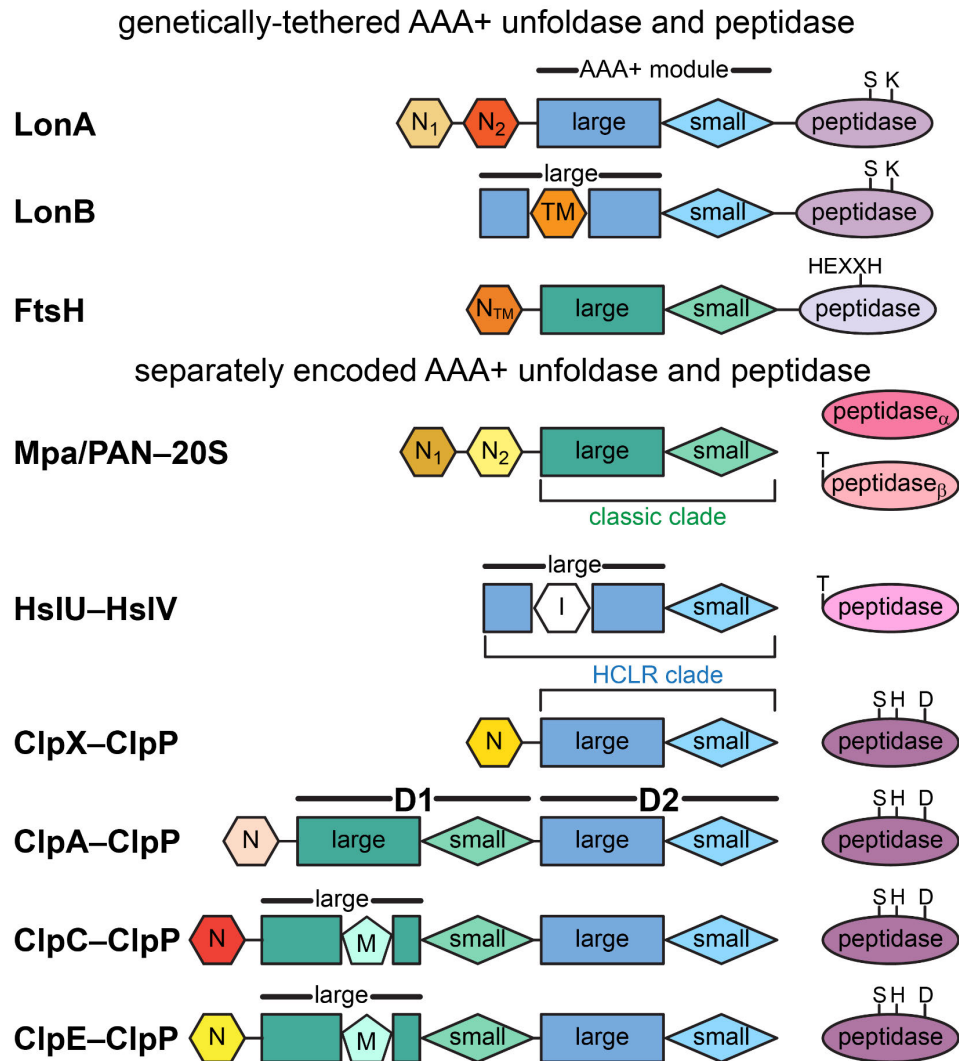 genetically-tethered AAA+ unfoldase and peptidase
AAA+ module
S K
LonA N1 N2 large small peptidase
large
S K
LonB TM small peptidase
HEXXH
FtsH NTM large small peptidase
separately encoded AAA+ unfoldase and peptidase
peptidaseα
Mpa/PAN–20S N1 N2 large small
T
peptidaseβ
classic clade
large
T
HslU–HslV I small peptidase
HCLR clade
S H D
ClpX–ClpP N large small peptidase
D1 D2
S H D
ClpA–ClpP N large small large small peptidase
large
S H D
ClpC–ClpP N M small large small peptidase
large
S H D
ClpE–ClpP N M small large small peptidase